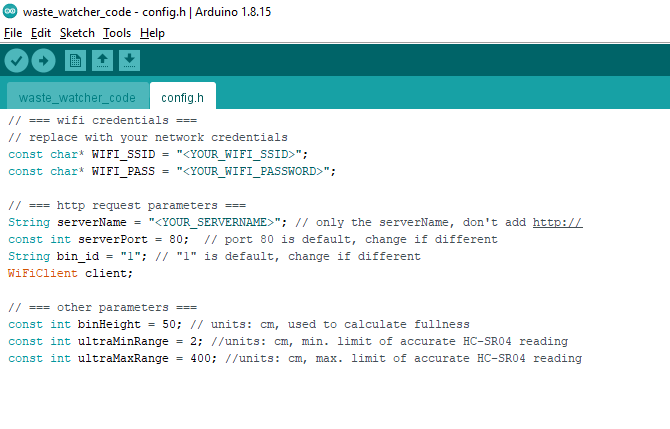 waste_watcher_code - config.h | Arduino 1.8.15
File Edit Sketch Tools Help
waste_watcher_code config.h
// === wifi credentials ===
// replace with your network credentials
const char* WIFI_SSID = "<YOUR_WIFI_SSID>";
const char* WIFI_PASS = "<YOUR_WIFI_PASSWORD>";
// === http request parameters ===
String serverName = "<YOUR_SERVERNAME>"; // only the serverName, don't add http://
const int serverPort = 80;  // port 80 is default, change if different
String bin_id = "1"; // "1" is default, change if different
WiFiClient client;
// === other parameters ===
const int binHeight = 50; // units: cm, used to calculate fullness
const int ultraMinRange = 2; //units: cm, min. limit of accurate HC-SR04 reading
const int ultraMaxRange = 400; //units: cm, max. limit of accurate HC-SR04 reading